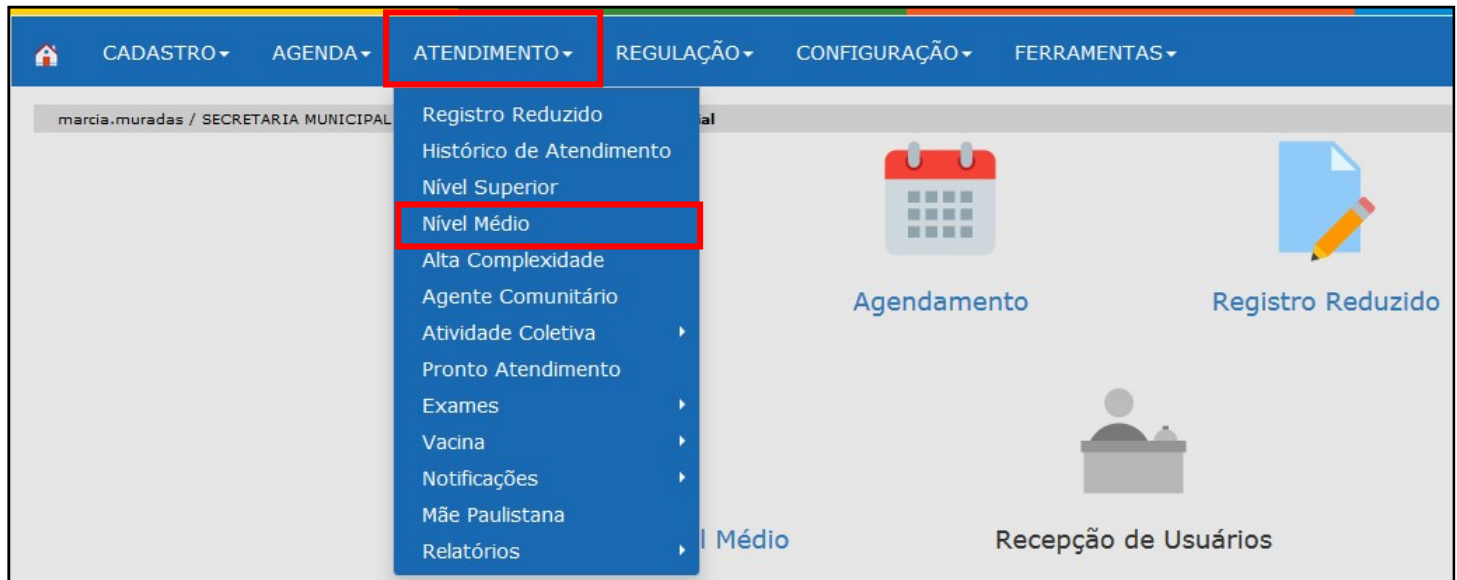 CADASTRO AGENDA ATENDIMENTO REGULAÇÃO CONFIGURAÇÃO FERRAMENTAS
marcia.muradas / SECRETARIA MUNICIPAL
Registro Reduzido
Histórico de Atendimento
Nível Superior
Nível Médio
Alta Complexidade
Agente Comunitário
Atividade Coletiva
Pronto Atendimento
Exames
Vacina
Notificações
Mãe Paulistana
Relatórios
Agendamento
Registro Reduzido
Médio
Recepção de Usuários